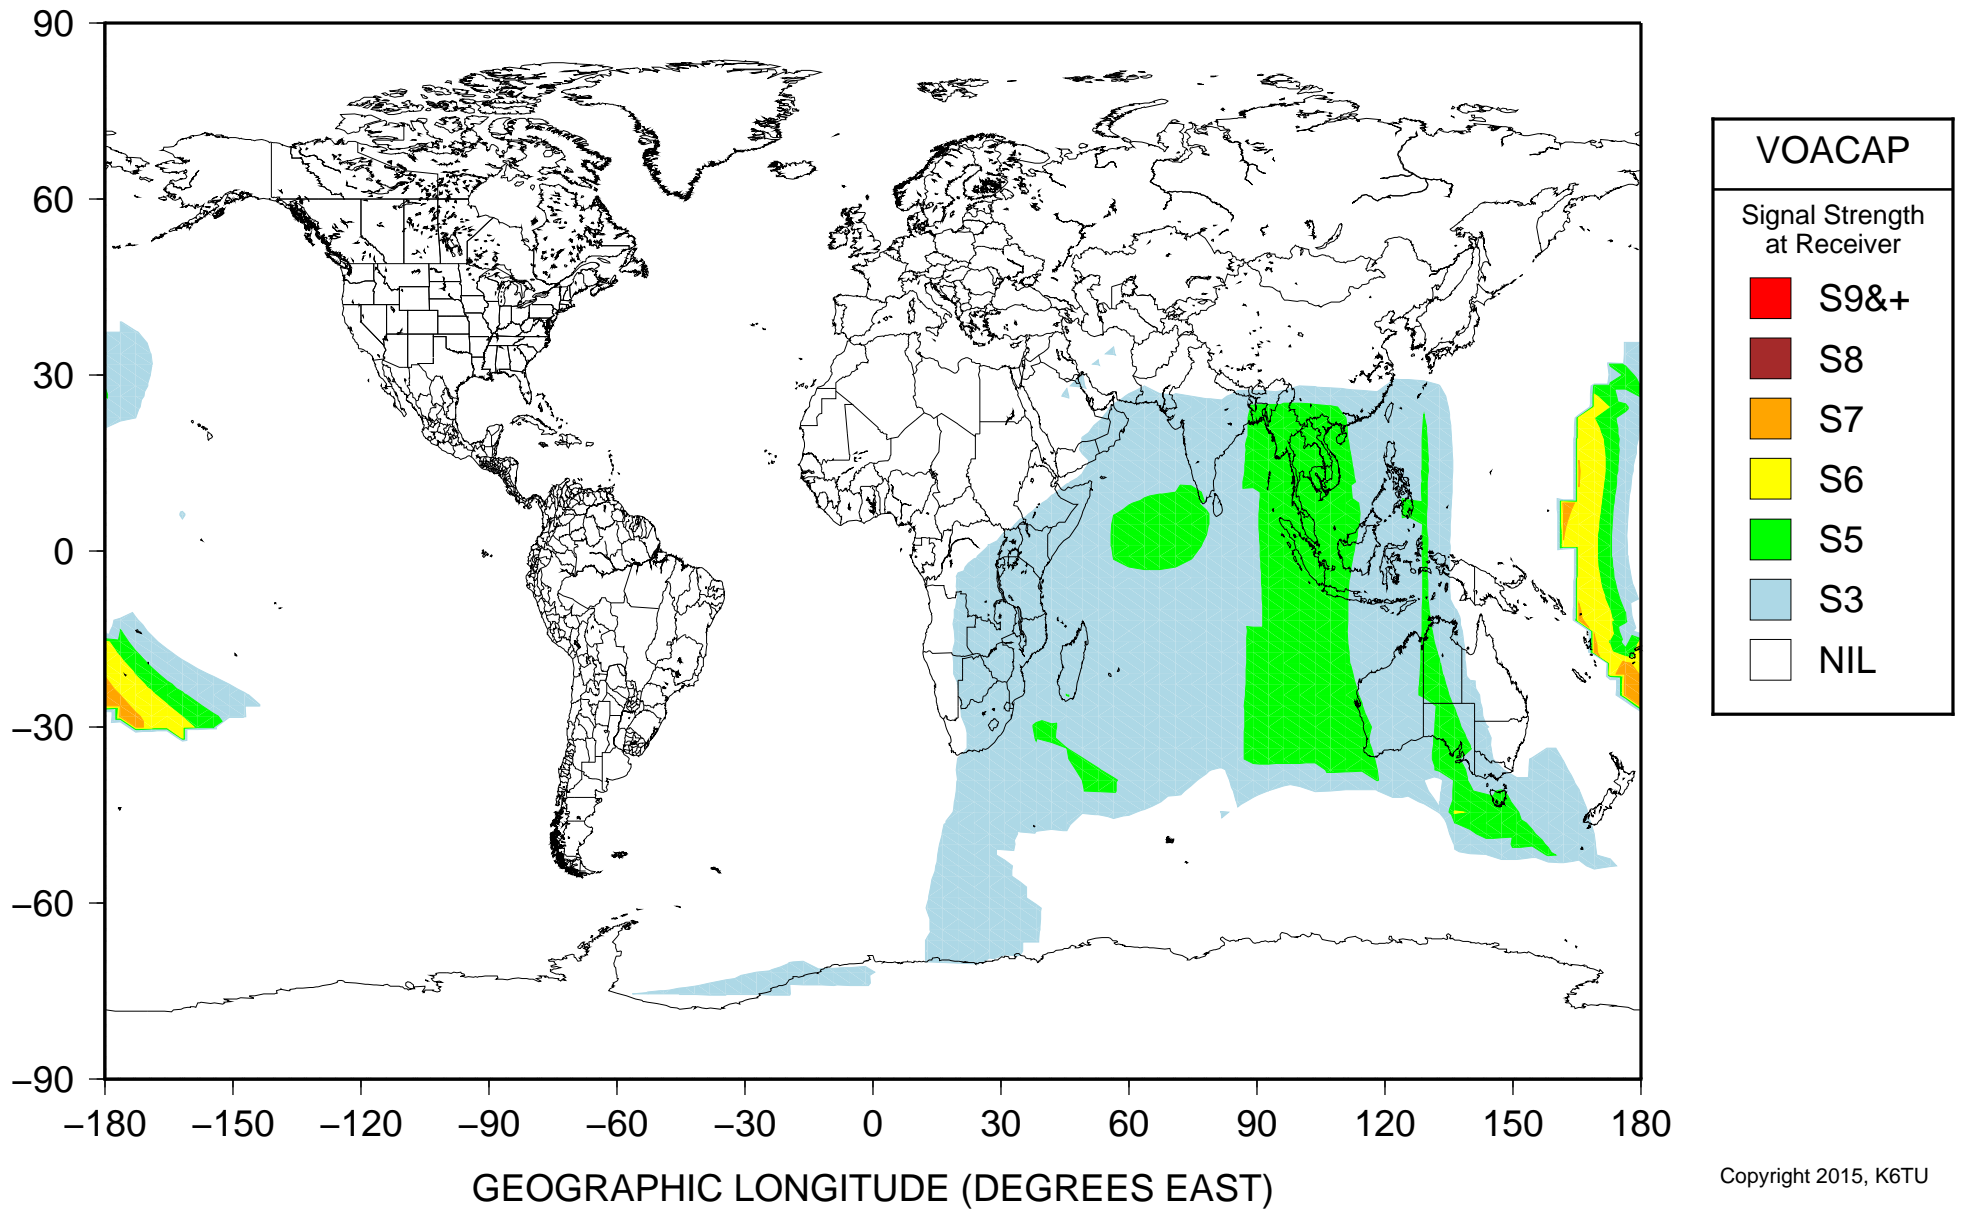 90
60
30
0
−30
−60
−90
−180 −150 −120 −90 −60 −30 0 30 60 90 120 150 180
GEOGRAPHIC LONGITUDE (DEGREES EAST)
VOACAP
Signal Strength
at Receiver
S9&+
S8
S7
S6
S5
S3
NIL
Copyright 2015, K6TU